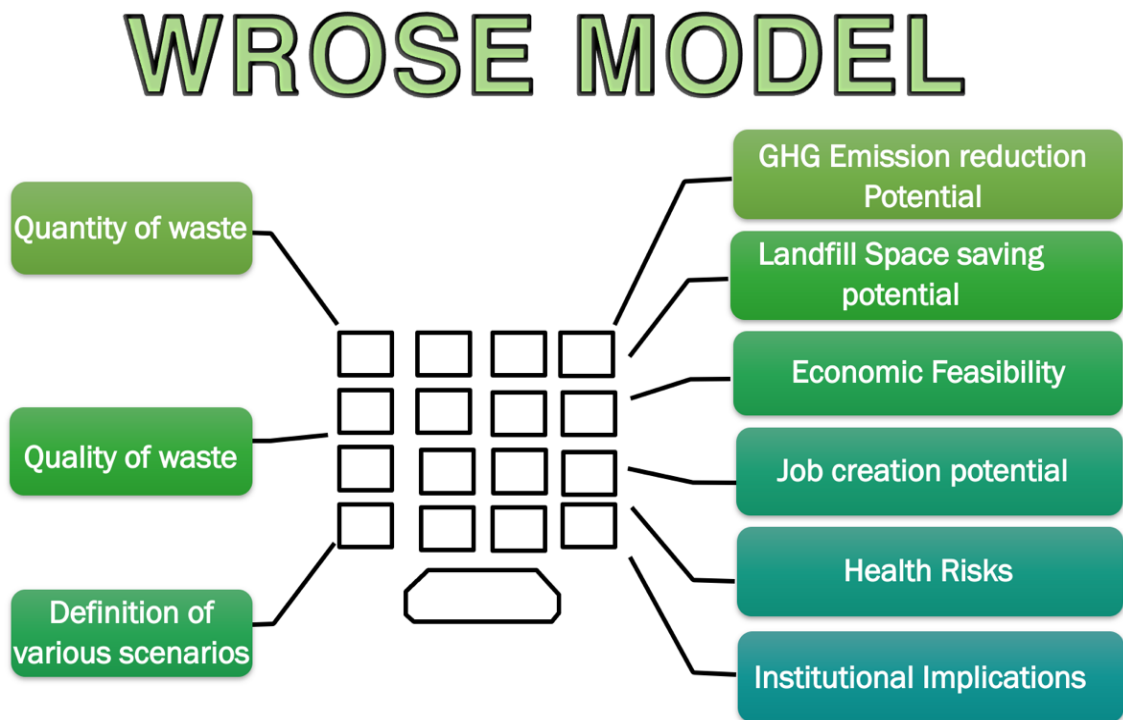 WROSE MODEL
Quantity of waste
Quality of waste
Definition of
various scenarios
GHG Emission reduction
Potential
Landfill Space saving
potential
Economic Feasibility
Job creation potential
Health Risks
Institutional Implications